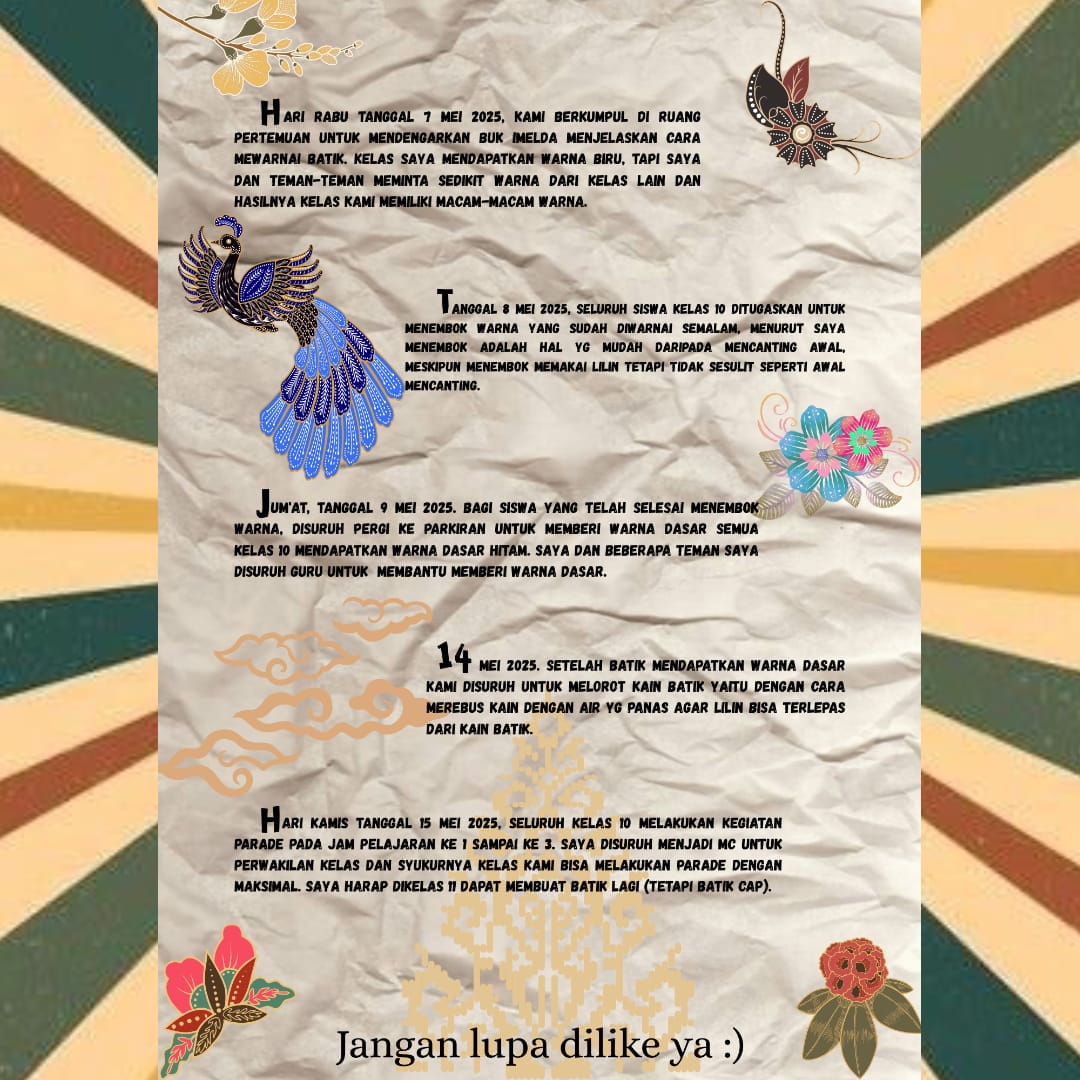 HARI RABU TANGGAL 7 MEI 2025, KAMI BERKUMPUL DI RUANG
PERTEMUAN UNTUK MENDENGARKAN BUK IMELDA MENJELASKAN CARA
MEWARNAI BATIK. KELAS SAYA MENDAPATKAN WARNA BIRU, TAPI SAYA
DAN TEMAN-TEMAN MEMINTA SEDIKIT WARNA DARI KELAS LAIN DAN
HASILNYA KELAS KAMI MEMILIKI MACAM-MACAM WARNA.
TANGGAL 8 MEI 2025, SELURUH SISWA KELAS 10 DITUGASKAN UNTUK
MENEMBOK WARNA YANG SUDAH DIWARNAI SEMALAM, MENURUT SAYA
MENEMBOK ADALAH HAL YG MUDAH DARIPADA MENCANTING AWAL,
MESKIPUN MENEMBOK MEMAKAI LILIN TETAPI TIDAK SESULIT SEPERTI AWAL
MENCANTING.
JUM'AT, TANGGAL 9 MEI 2025. BAGI SISWA YANG TELAH SELESAI MENEMBOK
WARNA, DISURUH PERGI KE PARKIRAN UNTUK MEMBERI WARNA DASAR SEMUA
KELAS 10 MENDAPATKAN WARNA DASAR HITAM. SAYA DAN BEBERAPA TEMAN SAYA
DISURUH GURU UNTUK MEMBANTU MEMBERI WARNA DASAR.
14 MEI 2025. SETELAH BATIK MENDAPATKAN WARNA DASAR
KAMI DISURUH UNTUK MELOROT KAIN BATIK YAITU DENGAN CARA
MEREBUS KAIN DENGAN AIR YG PANAS AGAR LILIN BISA TERLEPAS
DARI KAIN BATIK.
HARI KAMIS TANGGAL 15 MEI 2025, SELURUH KELAS 10 MELAKUKAN KEGIATAN
PARADE PADA JAM PELAJARAN KE 1 SAMPAI KE 3. SAYA DISURUH MENJADI MC UNTUK
PERWAKILAN KELAS DAN SYUKURNYA KELAS KAMI BISA MELAKUKAN PARADE DENGAN
MAKSIMAL. SAYA HARAP DIKELAS 11 DAPAT MEMBUAT BATIK LAGI (TETAPI BATIK CAP).
Jangan lupa dilike ya :)